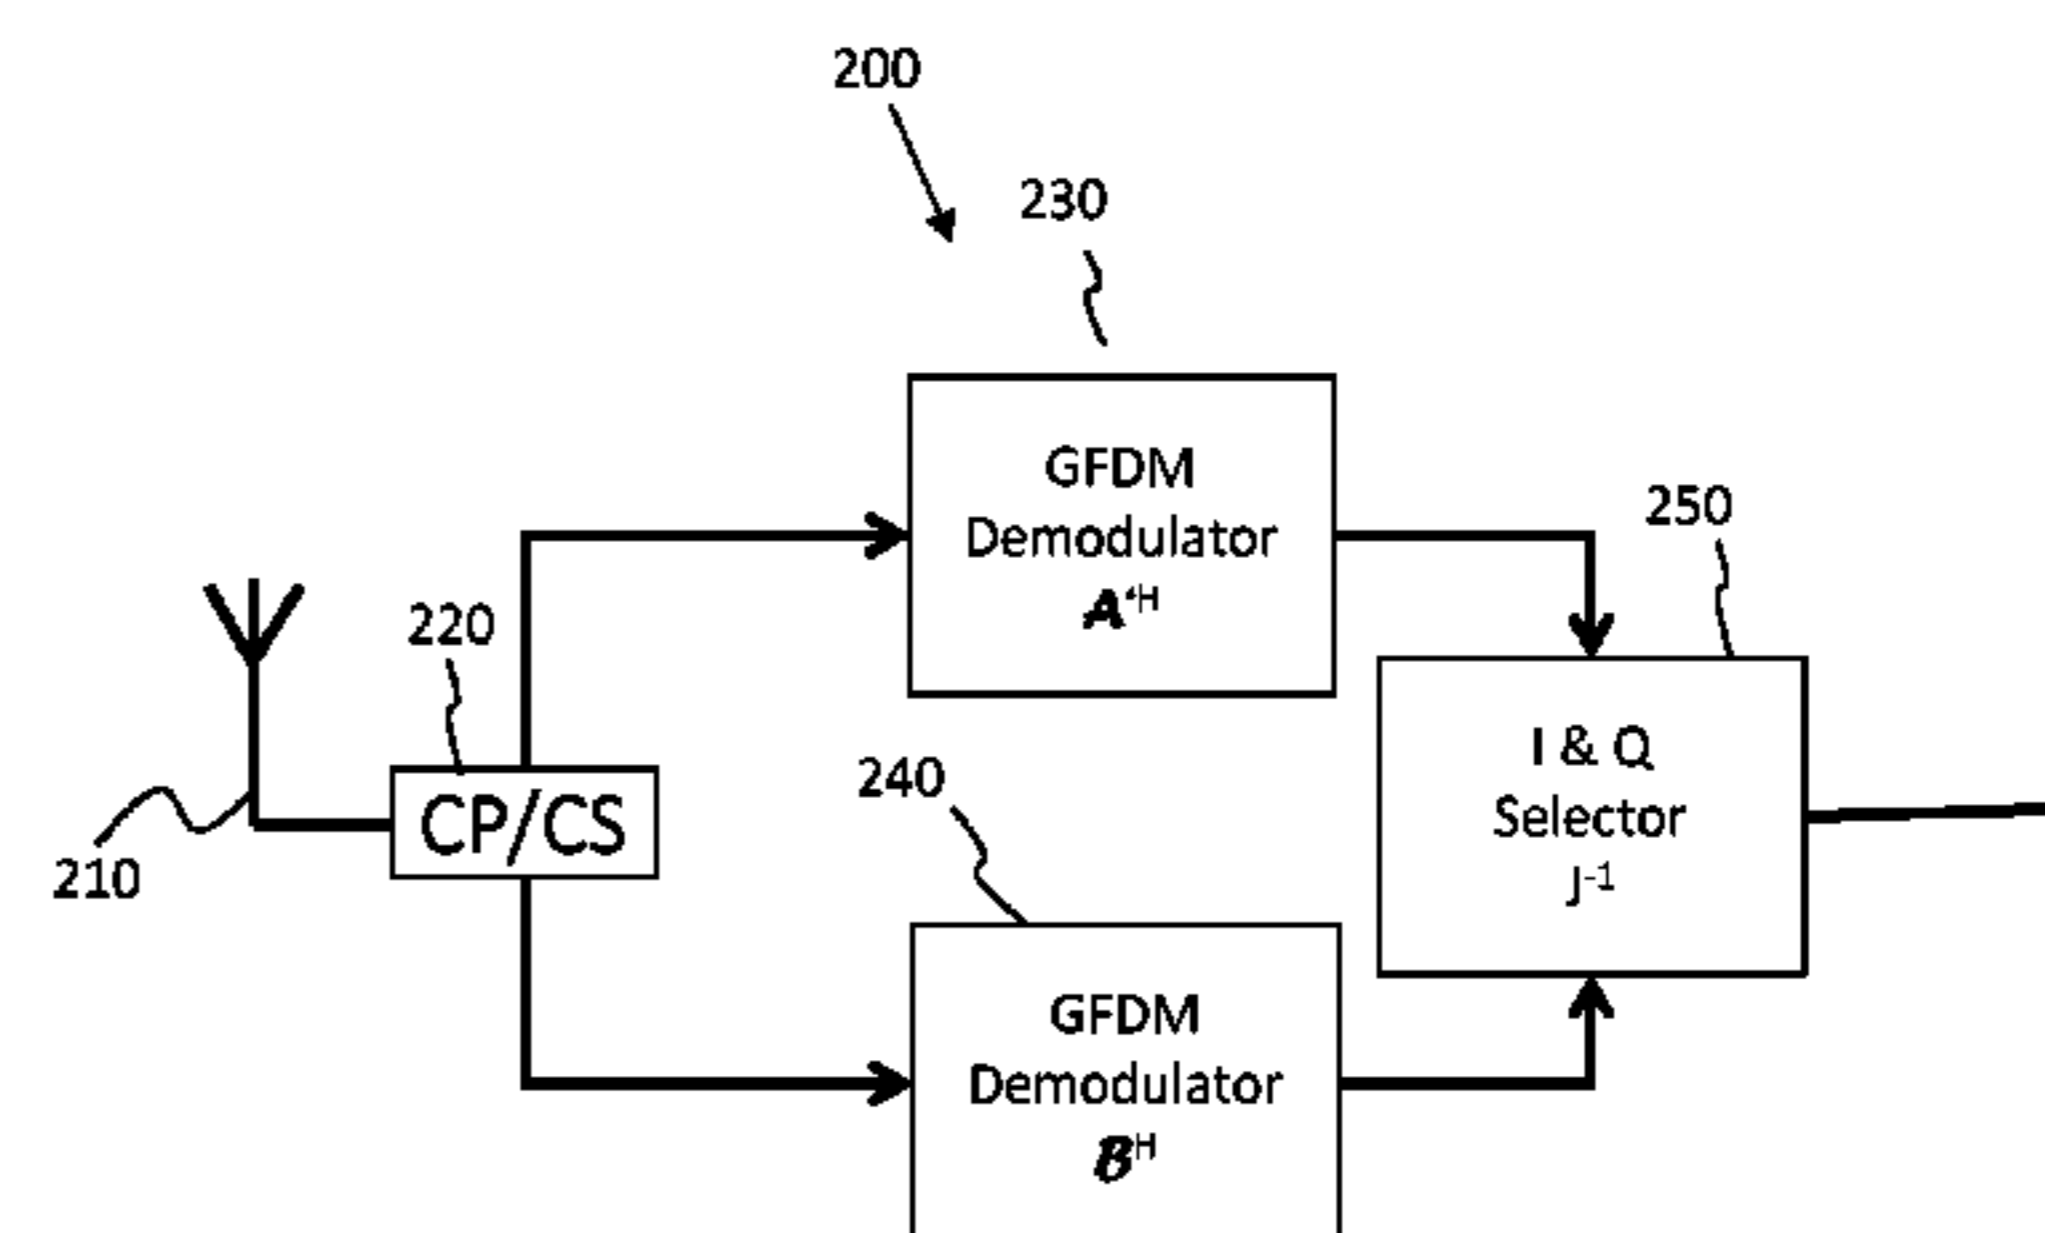 200
230
GFDM
Demodulator
A'H
250
220
CP/CS
210
240
I & Q
Selector
J-1
GFDM
Demodulator
BH